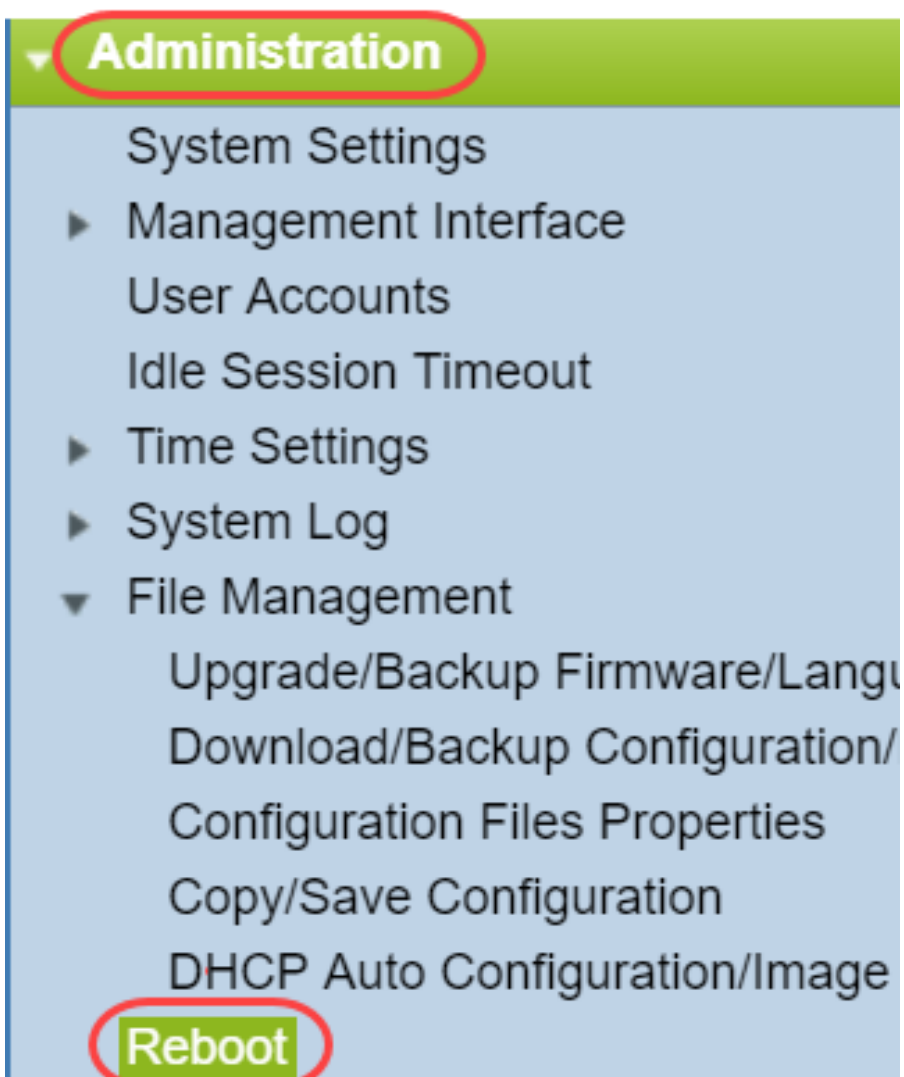 Administration
System Settings
Management Interface
User Accounts
Idle Session Timeout
Time Settings
System Log
File Management
Upgrade/Backup Firmware/Langu
Download/Backup Configuration/
Configuration Files Properties
Copy/Save Configuration
DHCP Auto Configuration/Image
Reboot